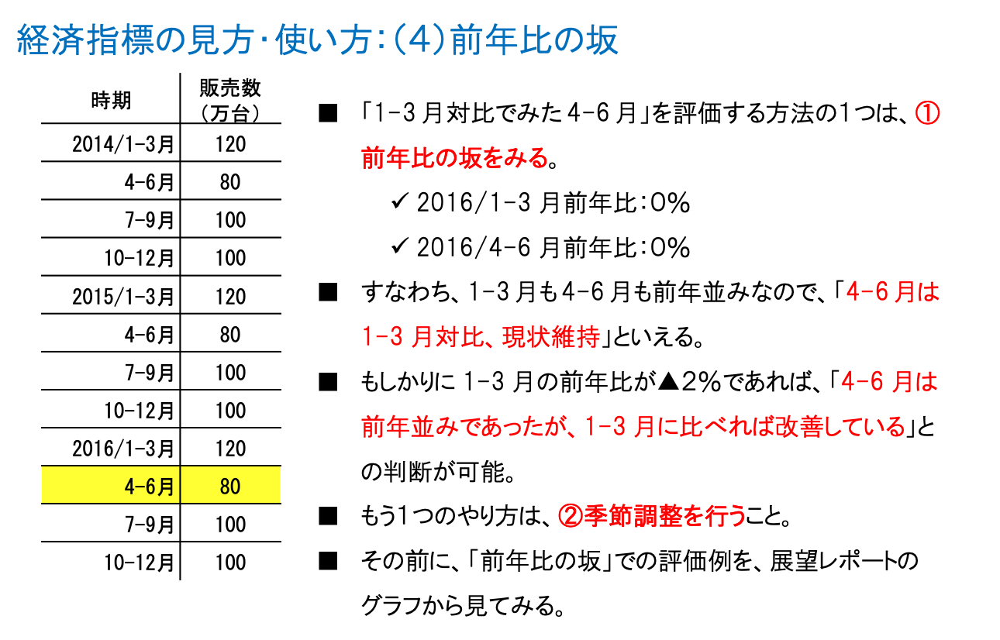 経済指標の見方・使い方：（４）前年比の坂
時期 販売数（万台）
2014/1-3月 120
4-6月 80
7-9月 100
10-12月 100
2015/1-3月 120
4-6月 80
7-9月 100
10-12月 100
2016/1-3月 120
4-6月 80
7-9月 100
10-12月 100
■ 「1-3月対比でみた4-6月」を評価する方法の1つは、①
前年比の坂をみる。
✓ 2016/1-3月前年比：0％
✓ 2016/4-6月前年比：0％
■ すなわち、1-3月も4-6月も前年並みなので、「4-6月は
1-3月対比、現状維持」といえる。
■ もしかりに1-3月の前年比が▲2％であれば、「4-6月は
前年並みであったが、1-3月に比べれば改善している」と
の判断が可能。
■ もう1つのやり方は、②季節調整を行うこと。
■ その前に、「前年比の坂」での評価例を、展望レポートの
グラフから見てみる。